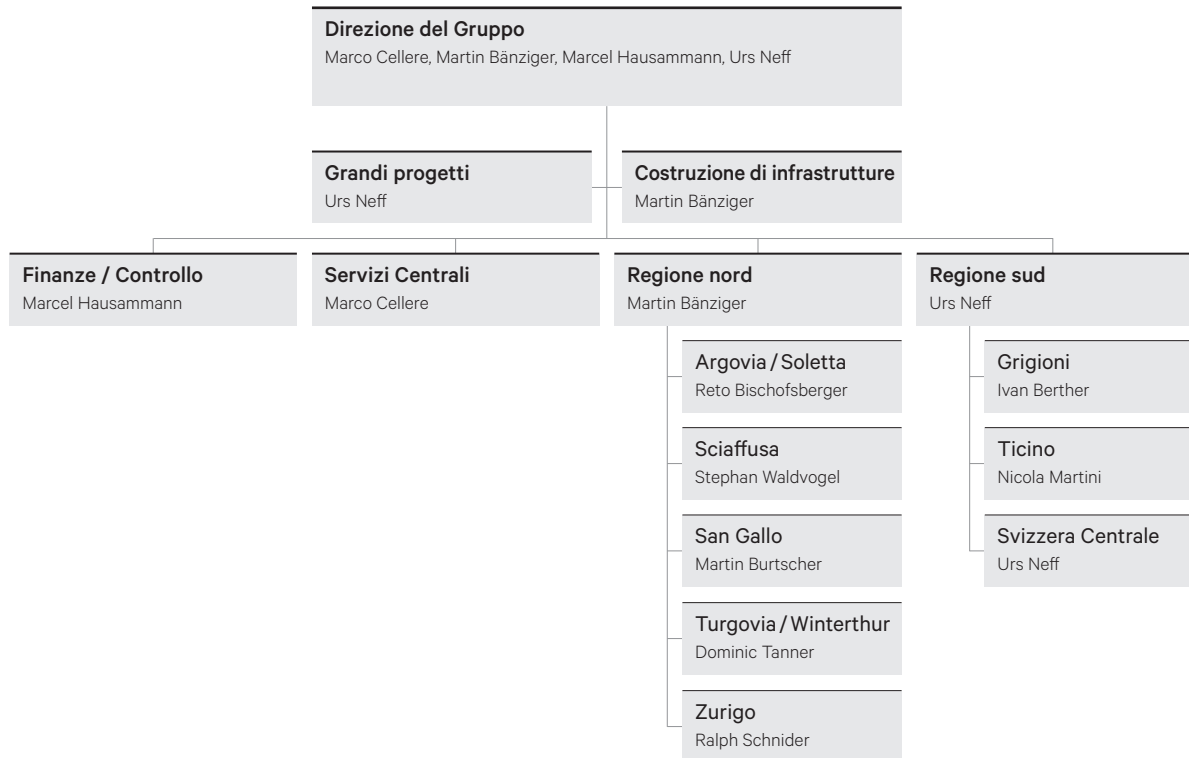 Direzione del Gruppo
Marco Cellere, Martin Bänziger, Marcel Hausammann, Urs Neff
Grandi progetti
Urs Neff
Costruzione di infrastrutture
Martin Bänziger
Finanze / Controllo
Marcel Hausammann
Servizi Centrali
Marco Cellere
Regione nord
Martin Bänziger
Argovia / Soletta
Reto Bischofsberger
Sciaffusa
Stephan Waldvogel
San Gallo
Martin Burtscher
Turgovia / Winterthur
Dominic Tanner
Zurigo
Ralph Schnider
Regione sud
Urs Neff
Grigioni
Ivan Berther
Ticino
Nicola Martini
Svizzera Centrale
Urs Neff